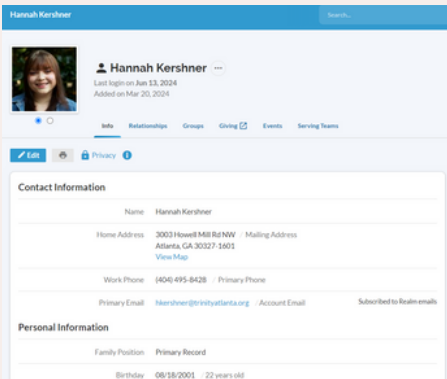 Hannah Kershner
Search...
Hannah Kershner ...
Last login on Jun 13, 2024
Added on Mar 20, 2024
Info Relationships Groups Giving Events Serving Teams
Edit Privacy i
Contact Information
Name Hannah Kershner
Home Address 3003 Howell Mill Rd NW / Mailing Address
Atlanta, GA 30327-1601
View Map
Work Phone (404) 495-8428 / Primary Phone
Primary Email hkershner@trinityatlanta.org / Account Email Subscribed to Realm emails
Personal Information
Family Position Primary Record
Birthday 08/18/2001 / 22 years old